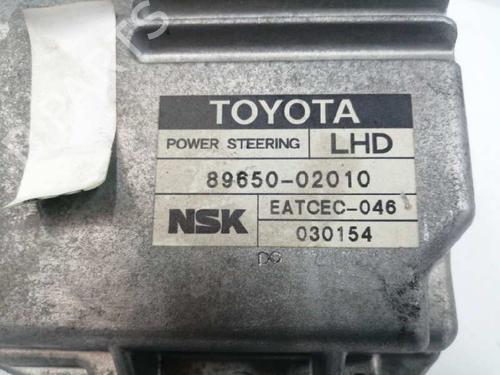 TOYOTA
POWER STEERING LHD
89650-02010
NSK EATCEC-046
030154